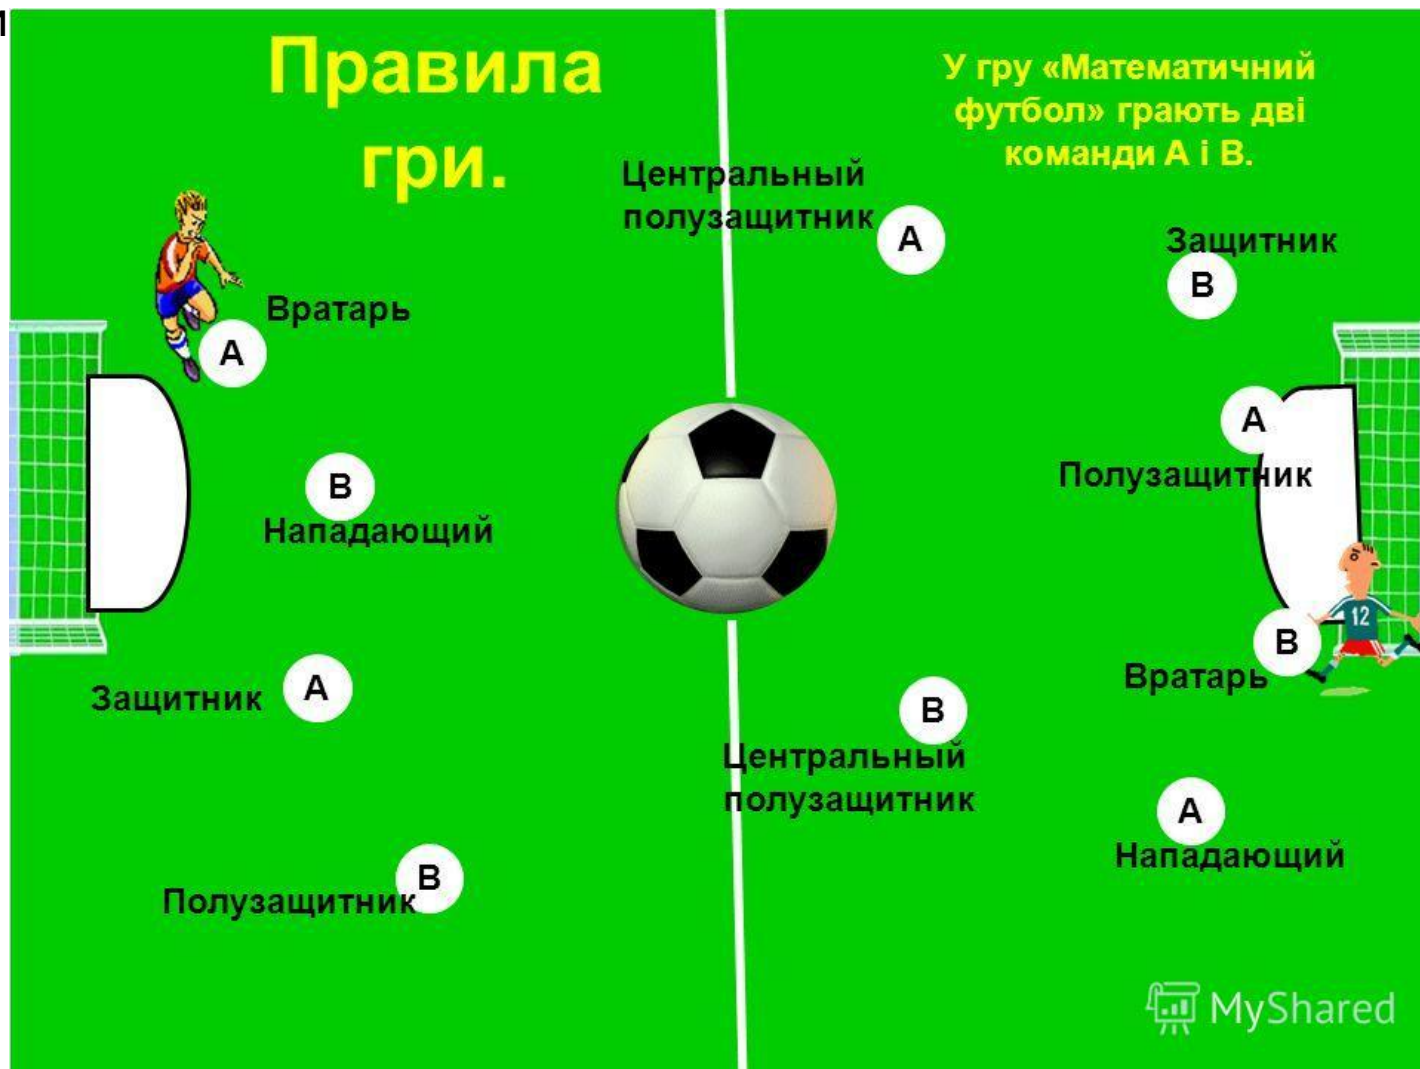 Правила
гри.
У гру «Математичний
футбол» грають дві
команди А і В.
Центральный
полузащитник
А
Защитник
В
Вратарь
А
А
Полузащитник
В
Нападающий
В
Вратарь
Защитник
А
В
Центральный
полузащитник
А
Нападающий
В
Полузащитник
12
MyShared